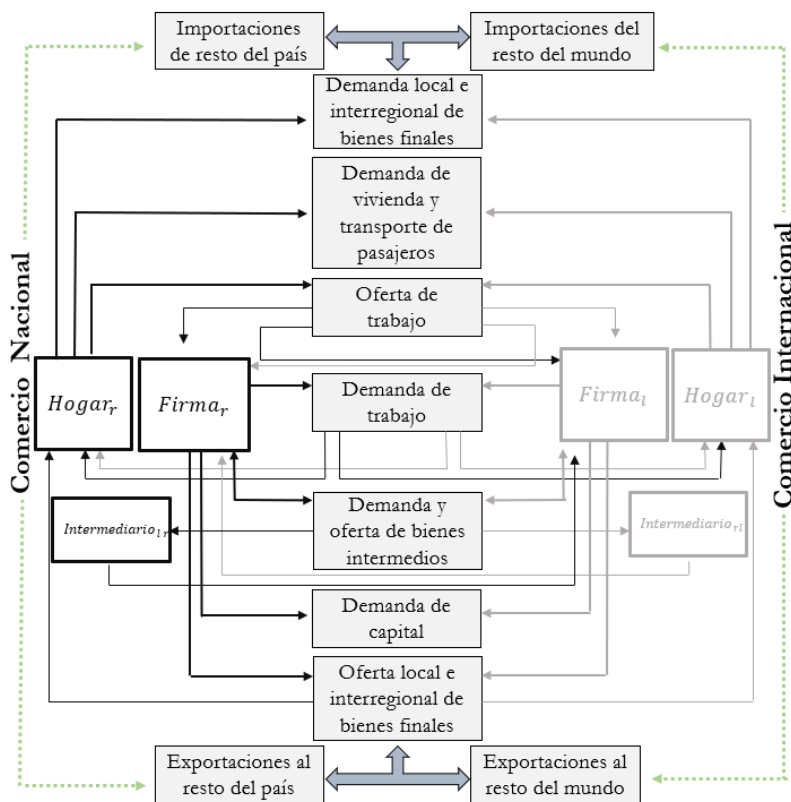 Importaciones
de resto del país
Importaciones del
resto del mundo
Demanda local e
interregional de
bienes finales
Demanda de
vivienda y
transporte de
pasajeros
Oferta de
trabajo
Comercio Nacional
Hogar_r
Firma_r
Demanda de
trabajo
Firma_l
Hogar_l
Comercio Internacional
Intermediario_lr
Demanda y
oferta de bienes
intermedios
Intermediario_rl
Demanda de
capital
Oferta local e
interregional de
bienes finales
Exportaciones al
resto del país
Exportaciones al
resto del mundo